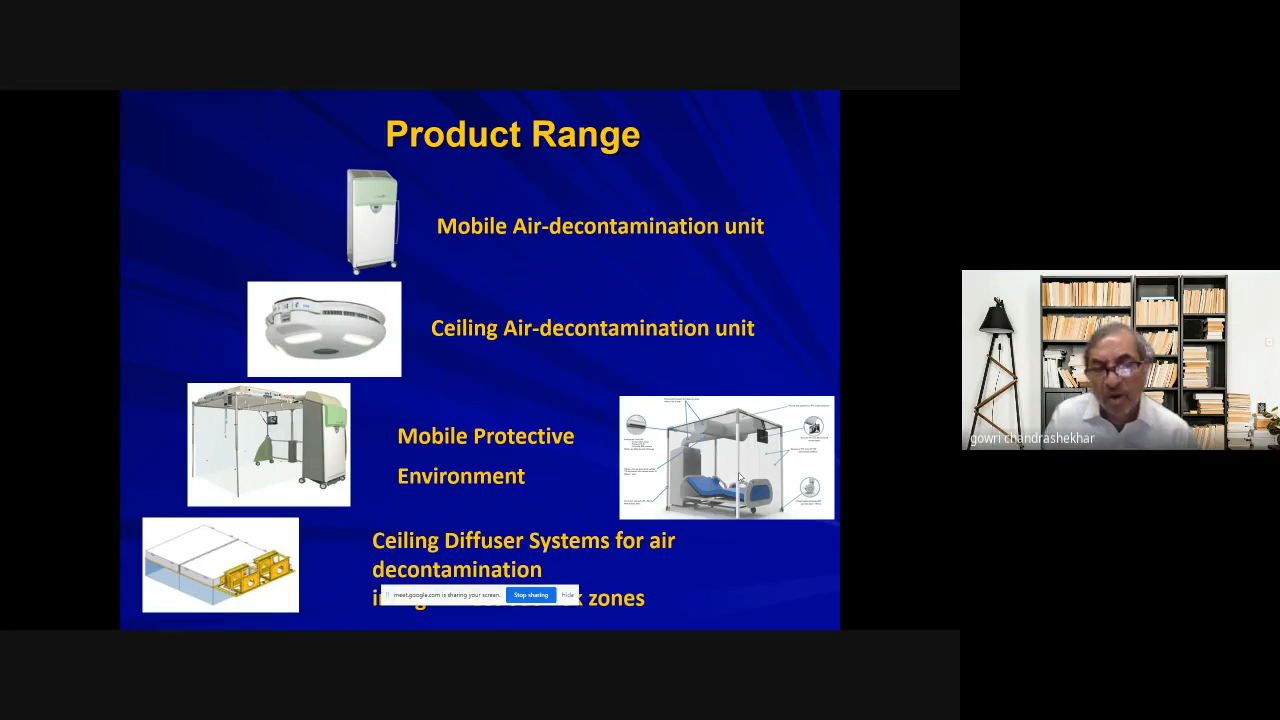 Product Range
Mobile Air-decontamination unit
Ceiling Air-decontamination unit
Mobile Protective
Environment
Ceiling Diffuser Systems for air
decontamination
zones
meet.google.com is sharing your screen.
Stop sharing
Hide
gowri chandrashekhar